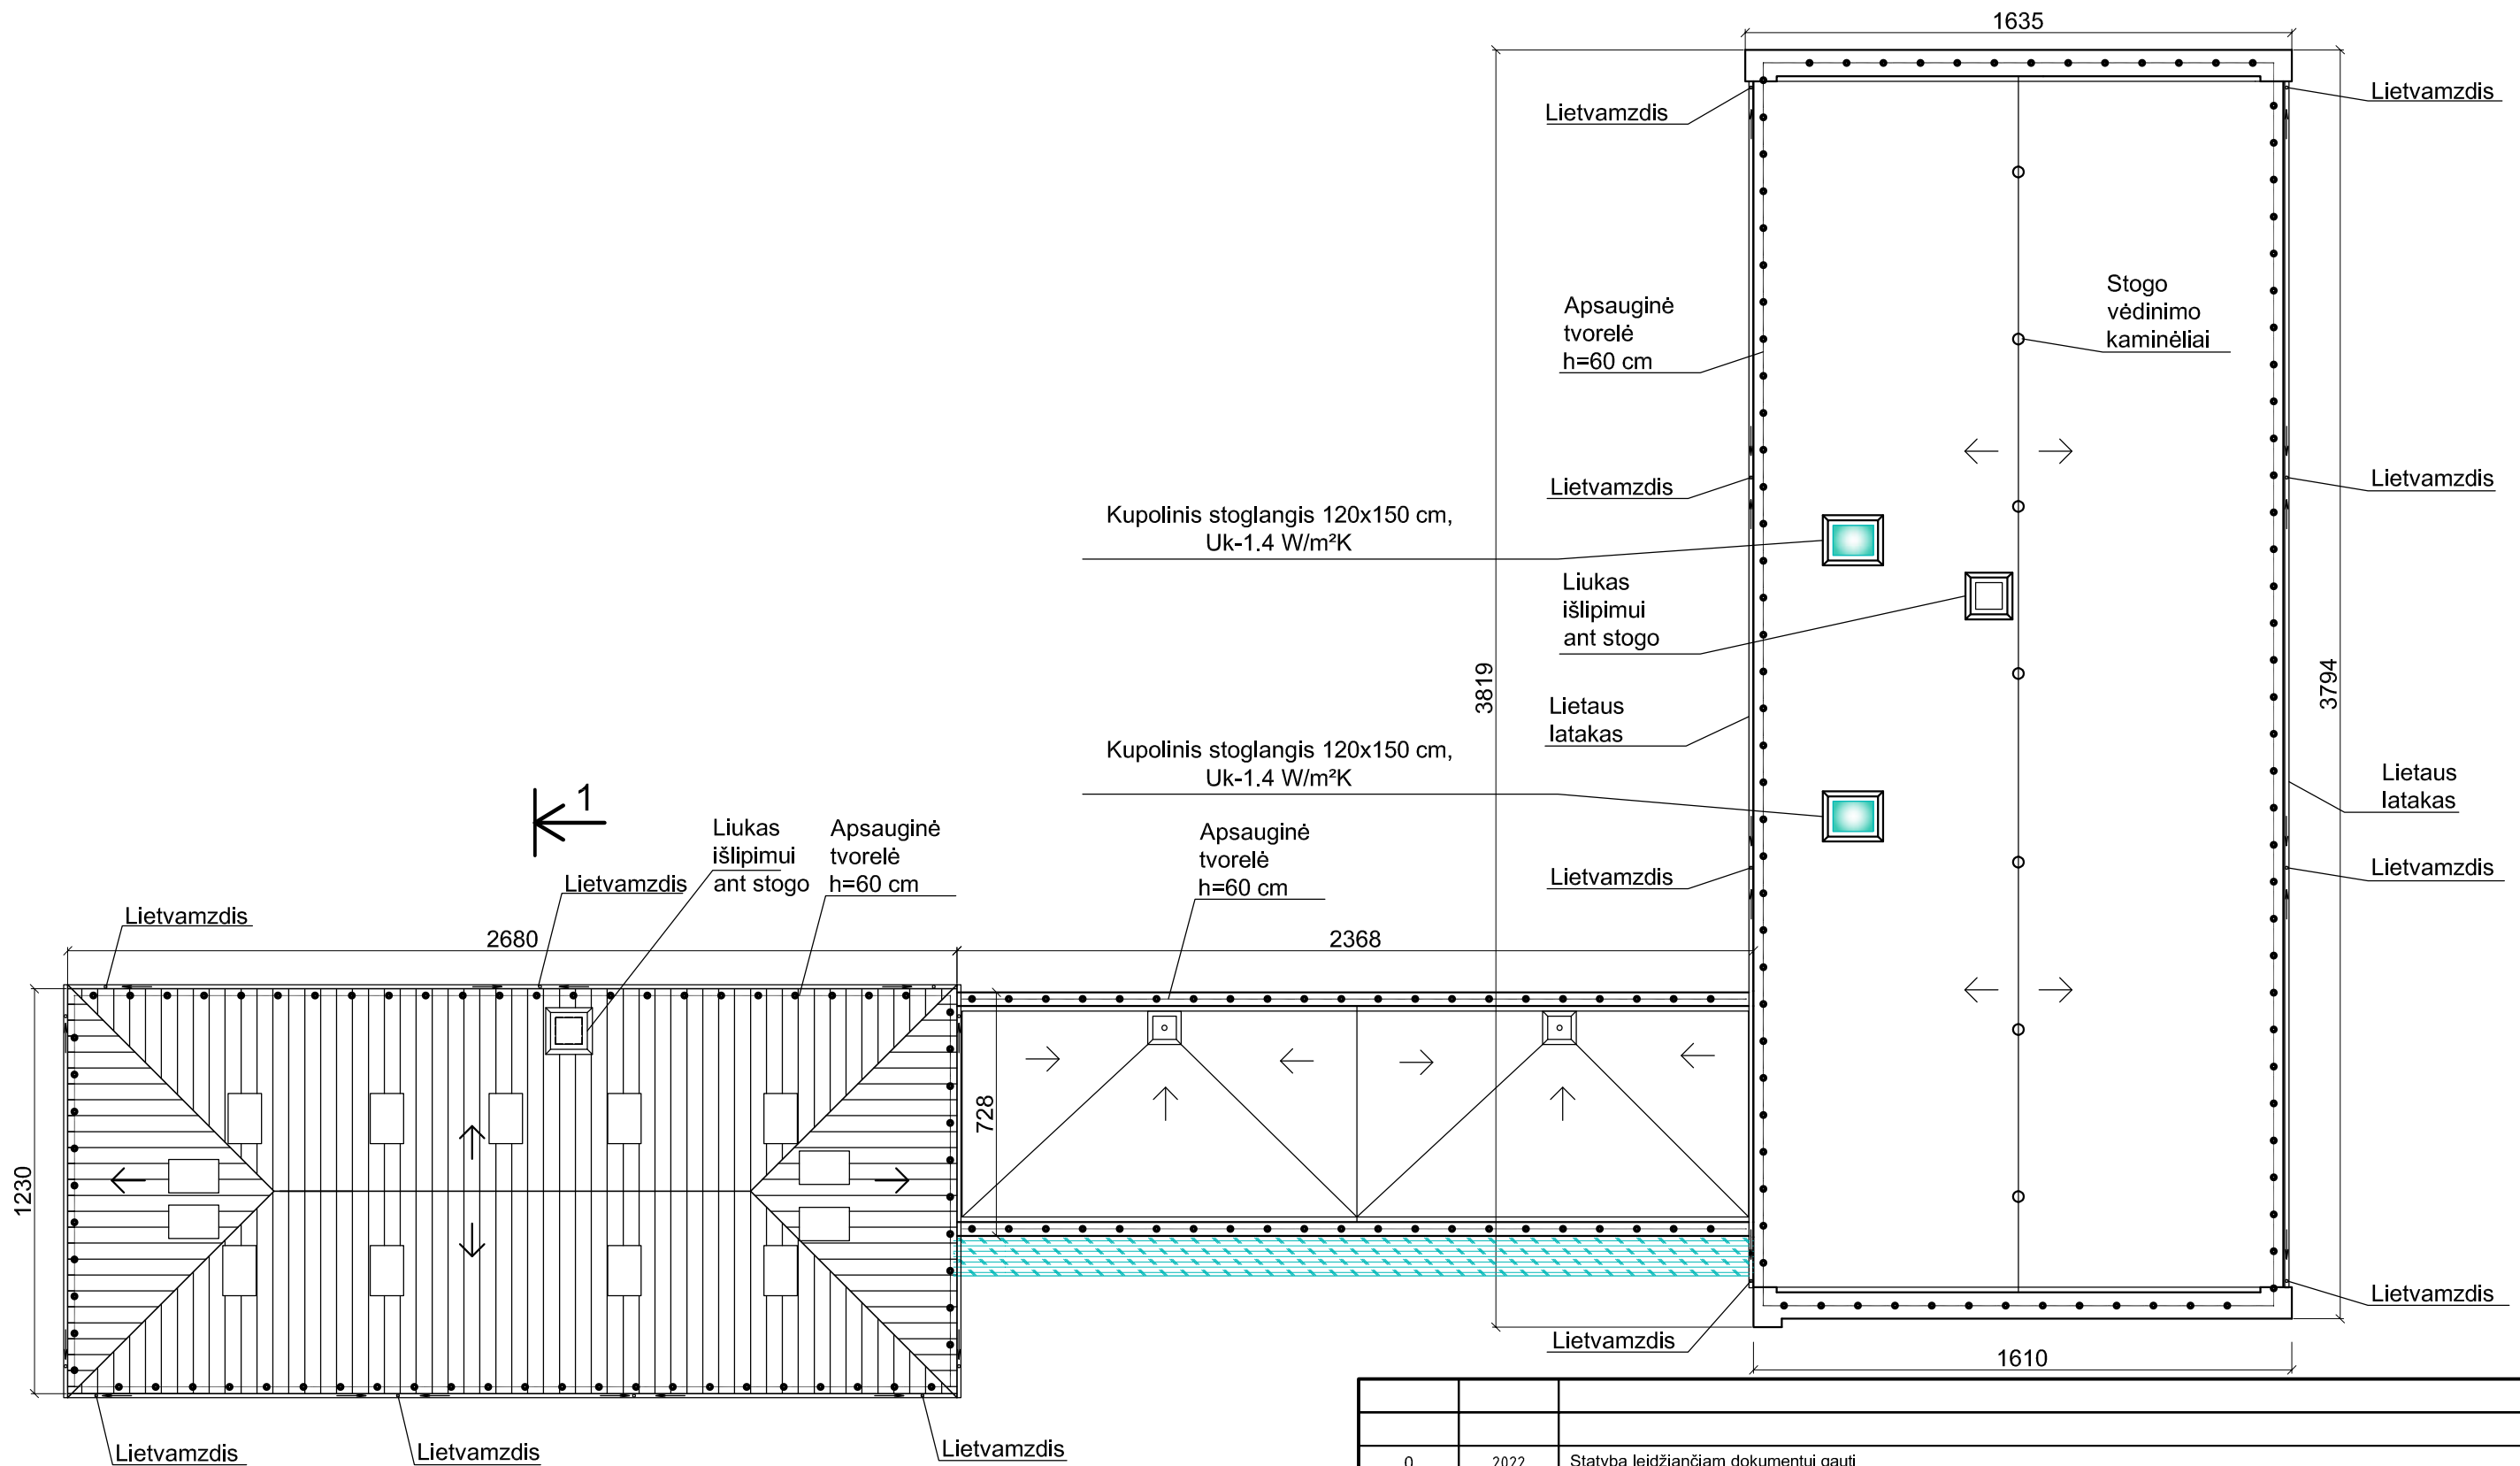 1635
Lietvamzdis
Lietvamzdis
Stogo
vėdinimo
kaminėliai
Apsauginė
tvorelė
h=60 cm
Lietvamzdis
Lietvamzdis
Kupolinis stoglangis 120x150 cm,
Uk-1.4 W/m²K
Liukas
išlipimui
ant stogo
3819
3794
Lietaus
latakas
Kupolinis stoglangis 120x150 cm,
Uk-1.4 W/m²K
Lietaus
latakas
1
Liukas
išlipimui
ant stogo
Apsauginė
tvorelė
h=60 cm
Apsauginė
tvorelė
h=60 cm
Lietvamzdis
Lietvamzdis
Lietvamzdis
Lietvamzdis
2680
2368
728
1230
Lietvamzdis
Lietvamzdis
1610
Lietvamzdis
Lietvamzdis
Lietvamzdis
0 2022 Statybą leidžiančiam dokumentui gauti